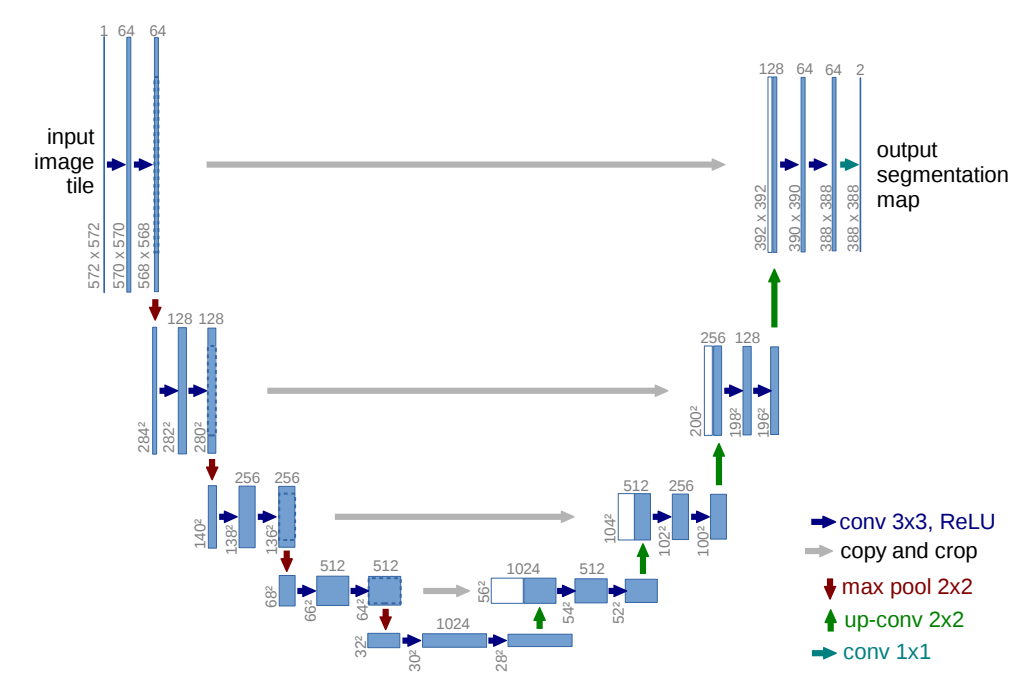 1 64 64
128
64 64 2
input
image
tile
output
segmentation
map
572 x 572
570 x 570
568 x 568
392 x 392
390 x 390
388 x 388
388 x 388
128 128
256 128
284²
282²
280²
200²
198²
196²
256 256
512 256
140²
138²
136²
104²
102²
100²
conv 3x3, ReLU
copy and crop
max pool 2x2
up-conv 2x2
conv 1x1
512 512
1024 512
68²
66²
64²
56²
54²
52²
1024
32²
30²
28²